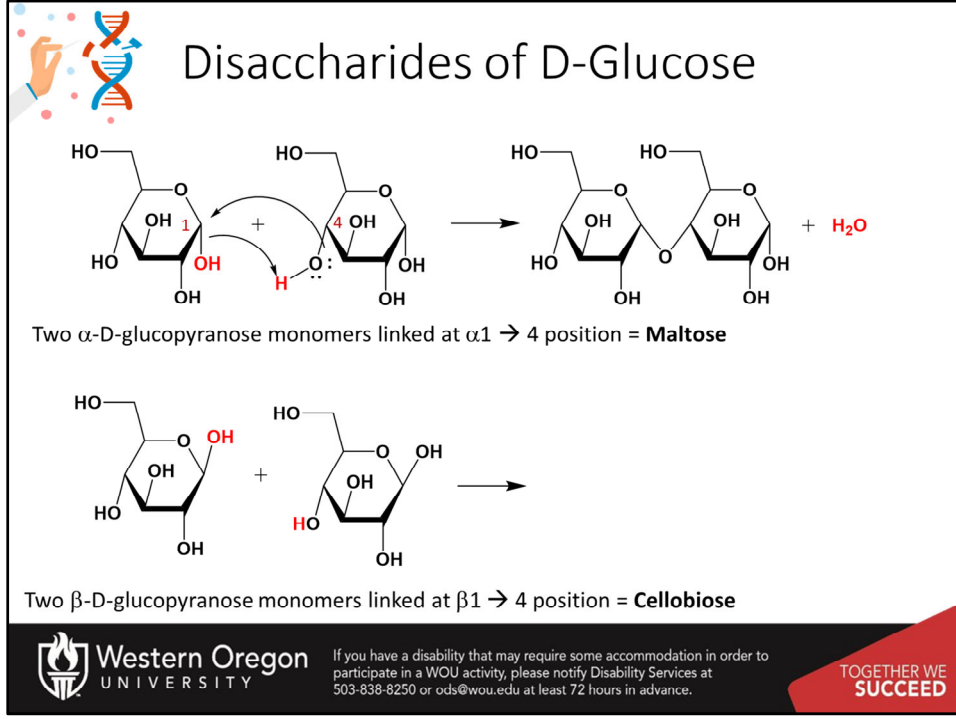 Disaccharides of D-Glucose
HO HO HO HO
O O O O
OH 1 + 4 OH OH OH + H₂O
HO OH H O : HO O OH
.. OH
OH OH OH OH
Two α-D-glucopyranose monomers linked at α1 → 4 position = Maltose
HO HO
O OH O OH
OH + OH
HO HO
OH OH
Two β-D-glucopyranose monomers linked at β1 → 4 position = Cellobiose
Western Oregon
UNIVERSITY
If you have a disability that may require some accommodation in order to
participate in a WOU activity, please notify Disability Services at
503-838-8250 or ods@wou.edu at least 72 hours in advance.
TOGETHER WE
SUCCEED